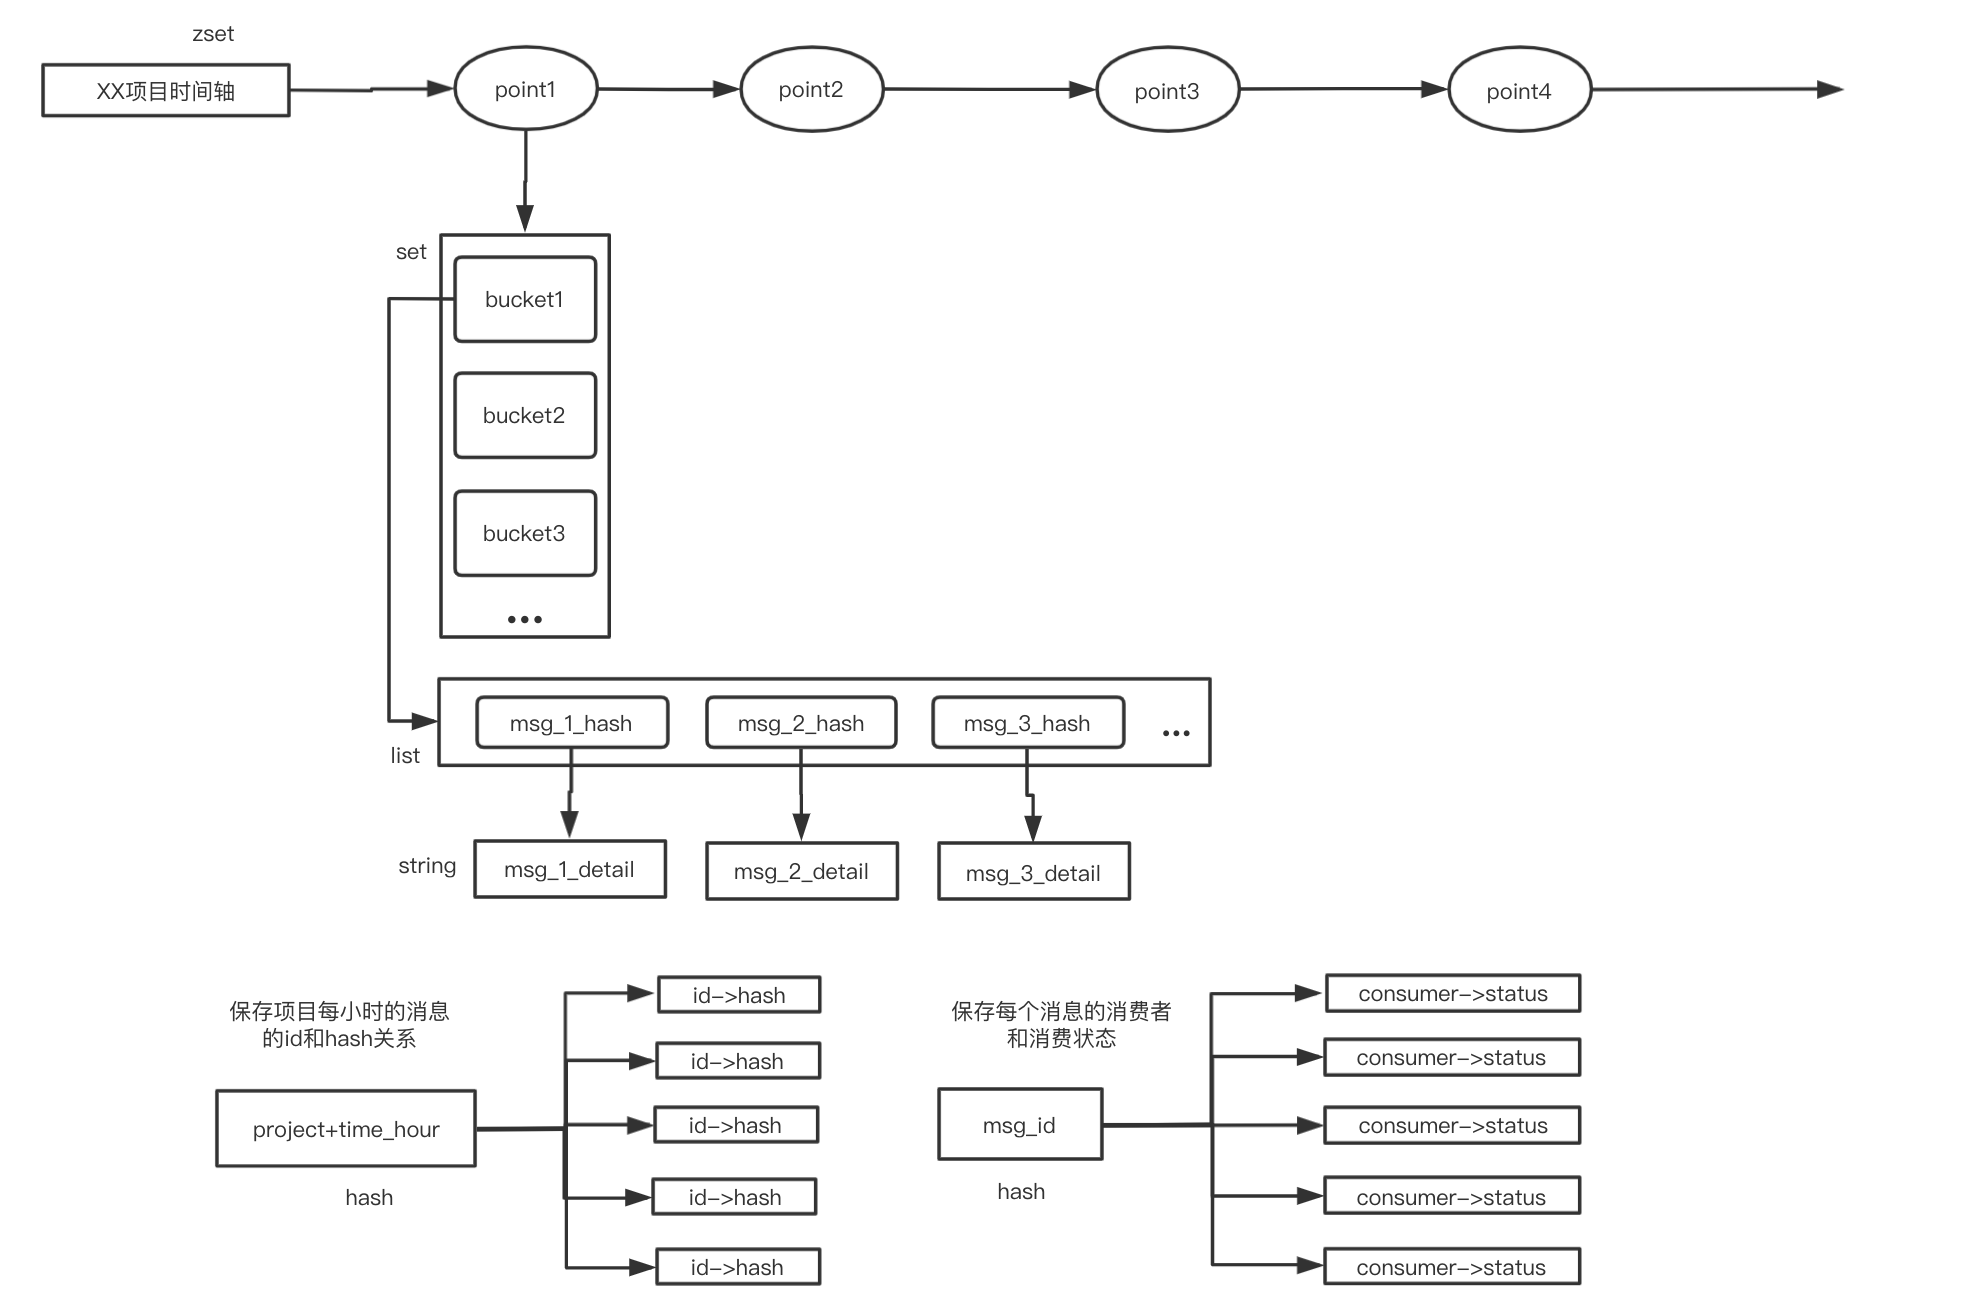 zset
XX项目时间轴
point1
point2
point3
point4
set
bucket1
bucket2
bucket3
•••
msg_1_hash
msg_2_hash
msg_3_hash
•••
list
string
msg_1_detail
msg_2_detail
msg_3_detail
保存项目每小时的消息
的id和hash关系
project+time_hour
hash
id->hash
id->hash
id->hash
id->hash
id->hash
保存每个消息的消费者
和消费状态
msg_id
hash
consumer->status
consumer->status
consumer->status
consumer->status
consumer->status